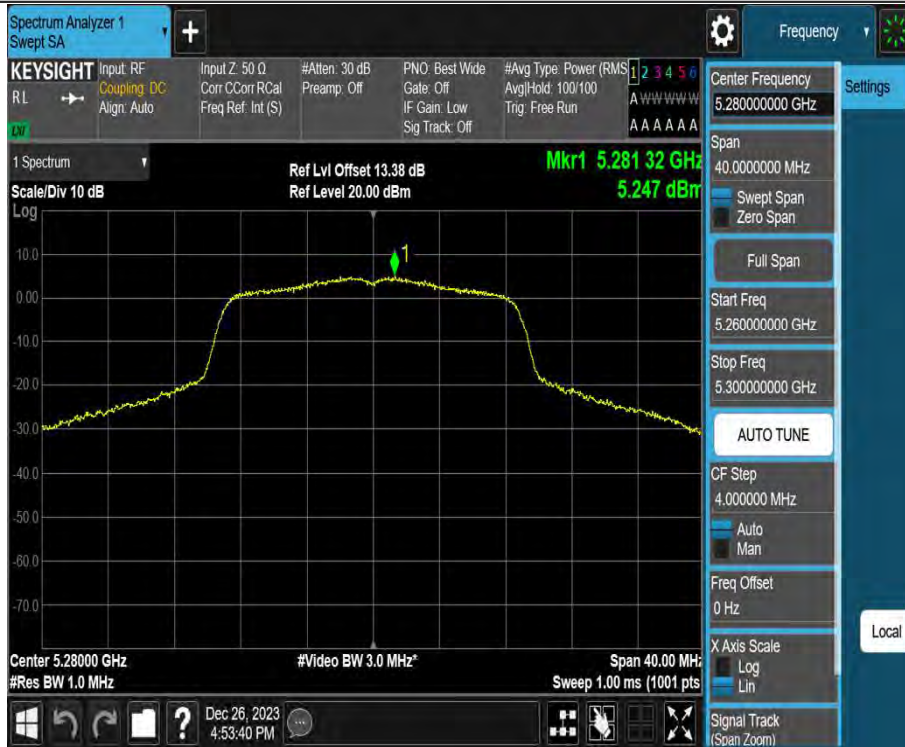 Spectrum Analyzer 1
Swept SA
+
Frequency
KEYSIGHT
RL
LXI
Input: RF
Coupling: DC
Align: Auto
Input Z: 50 Ω
Corr CCorr RCal
Freq Ref: Int (S)
#Atten: 30 dB
Preamp: Off
PNO: Best Wide
Gate: Off
IF Gain: Low
Sig Track: Off
#Avg Type: Power (RMS
Avg|Hold: 100/100
Trig: Free Run
1 2 3 4 5 6
A W W W W W
A A A A A A
1 Spectrum
Scale/Div 10 dB
Log
Ref Lvl Offset 13.38 dB
Ref Level 20.00 dBm
Mkr1 5.281 32 GHz
5.247 dBm
1
10.0
0.00
-10.0
-20.0
-30.0
-40.0
-50.0
-60.0
-70.0
Center 5.28000 GHz
#Res BW 1.0 MHz
#Video BW 3.0 MHz*
Span 40.00 MHz
Sweep 1.00 ms (1001 pts
?
Dec 26, 2023
4:53:40 PM
Center Frequency
5.280000000 GHz
Span
40.0000000 MHz
Swept Span
Zero Span
Full Span
Start Freq
5.260000000 GHz
Stop Freq
5.300000000 GHz
AUTO TUNE
CF Step
4.000000 MHz
Auto
Man
Freq Offset
0 Hz
X Axis Scale
Log
Lin
Signal Track
(Span Zoom)
Settings
Local